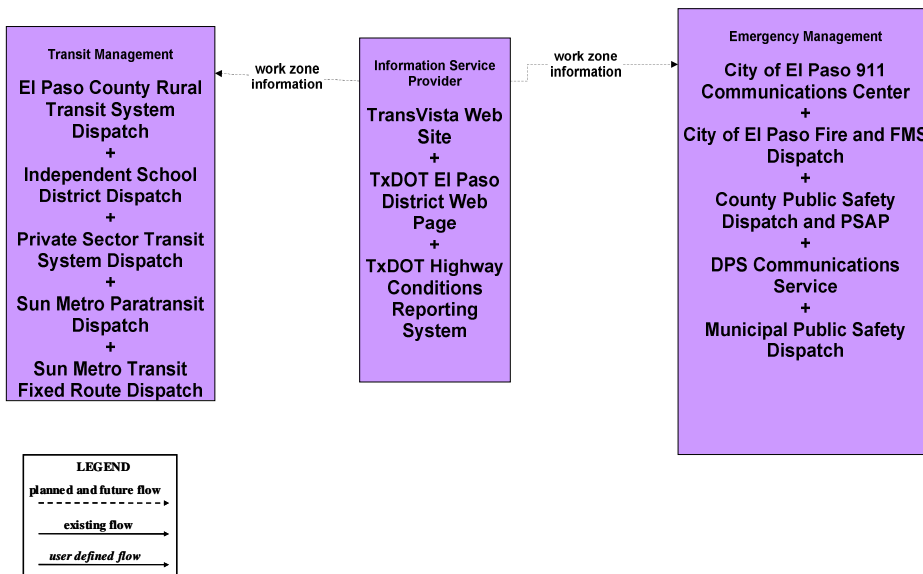 Transit Management
El Paso County Rural
Transit System
Dispatch
+
Independent School
District Dispatch
+
Private Sector Transit
System Dispatch
+
Sun Metro Paratransit
Dispatch
+
Sun Metro Transit
Fixed Route Dispatch
work zone
information
Information Service
Provider
TransVista Web
Site
+
TxDOT El Paso
District Web
Page
+
TxDOT Highway
Conditions
Reporting
System
work zone
information
Emergency Management
City of El Paso 911
Communications Center
+
City of El Paso Fire and FMS
Dispatch
+
County Public Safety
Dispatch and PSAP
+
DPS Communications
Service
+
Municipal Public Safety
Dispatch
LEGEND
planned and future flow
existing flow
user defined flow